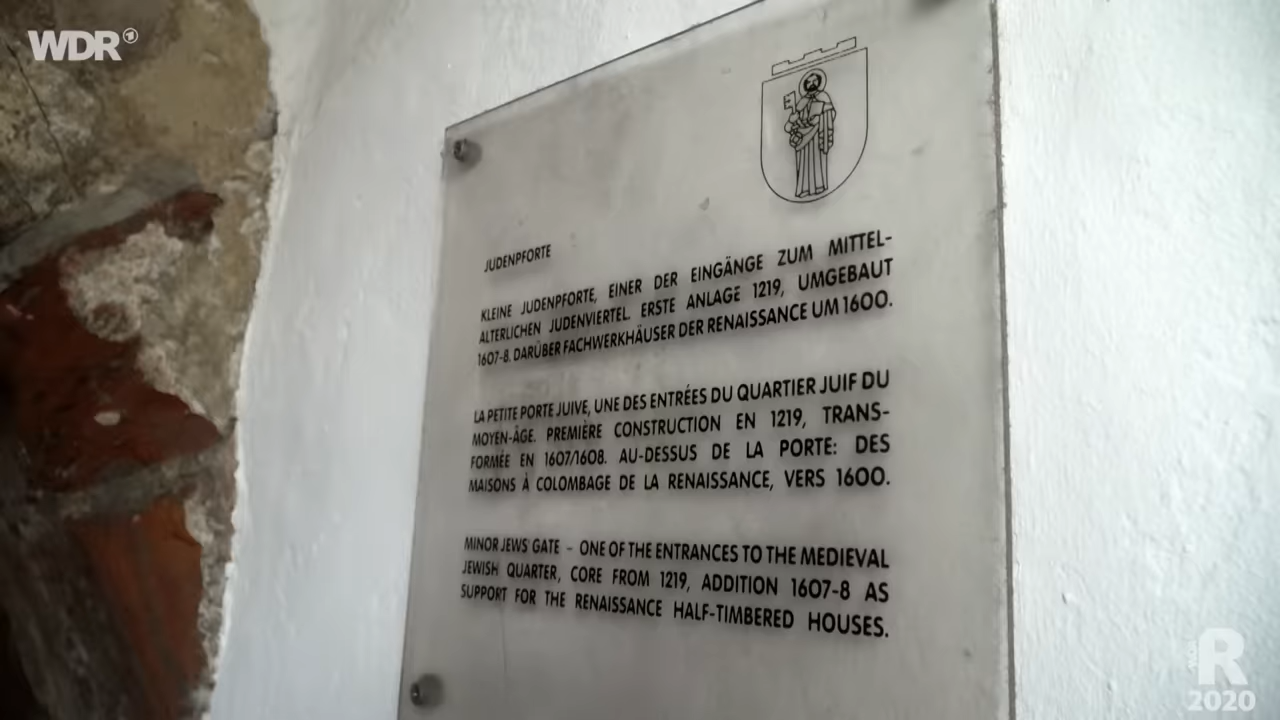 WDR
JUDENPFORTE
KLEINE JUDENPFORTE, EINER DER EINGÄNGE ZUM MITTEL-
ALTERLICHEN JUDENVIERTEL. ERSTE ANLAGE 1219, UMGEBAUT
1607-8. DARÜBER FACHWERKHÄUSER DER RENAISSANCE UM 1600.
LA PETITE PORTE JUIVE, UNE DES ENTRÉES DU QUARTIER JUIF DU
MOYEN-ÂGE. PREMIÈRE CONSTRUCTION EN 1219, TRANS-
FORMÉE EN 1607/1608. AU-DESSUS DE LA PORTE: DES
MAISONS À COLOMBAGE DE LA RENAISSANCE, VERS 1600.
MINOR JEWS' GATE - ONE OF THE ENTRANCES TO THE MEDIEVAL
JEWISH QUARTER, CORE FROM 1219, ADDITION 1607-8 AS
SUPPORT FOR THE RENAISSANCE HALF-TIMBERED HOUSES.
R
2020